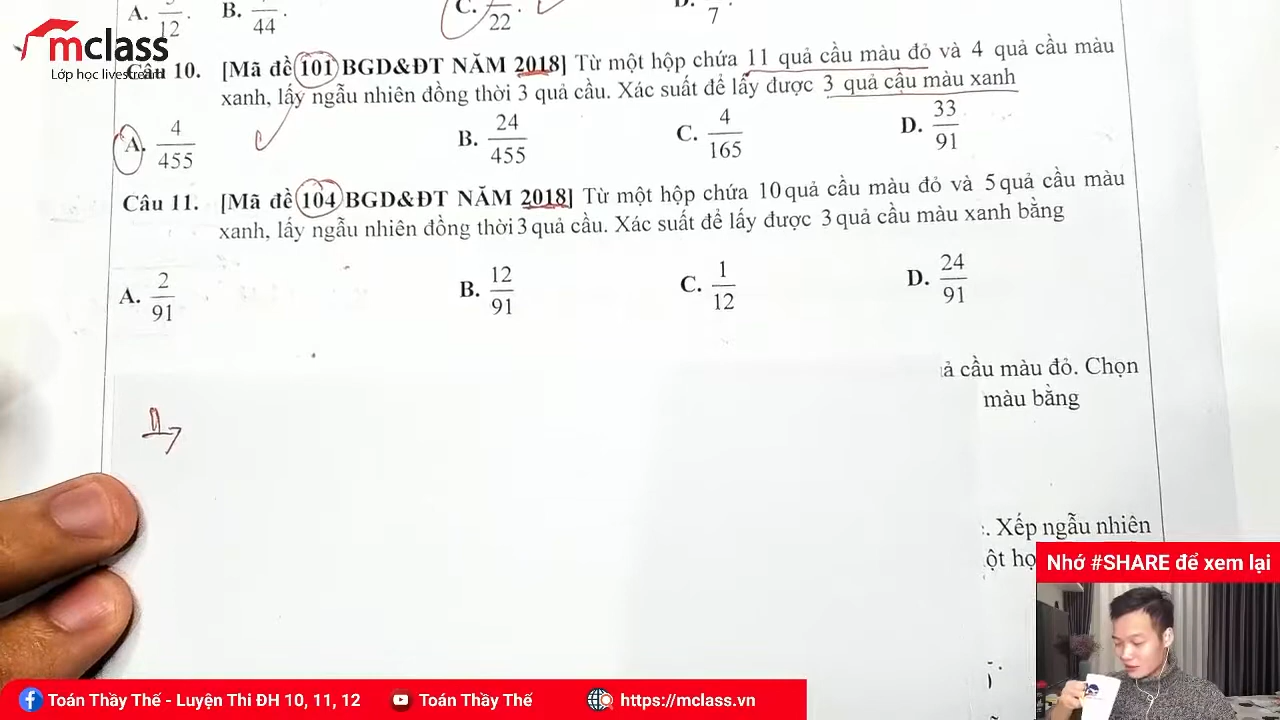 A. 12.
B. 44.
C. 22.
D. 7.
mclass
Lớp học livestream
Câu 10. [Mã đề 101 BGD&ĐT NĂM 2018] Từ một hộp chứa 11 quả cầu màu đỏ và 4 quả cầu màu
xanh, lấy ngẫu nhiên đồng thời 3 quả cầu. Xác suất để lấy được 3 quả cầu màu xanh
A. 4/455 B. 24/455 C. 4/165 D. 33/91
Câu 11. [Mã đề 104 BGD&ĐT NĂM 2018] Từ một hộp chứa 10 quả cầu màu đỏ và 5 quả cầu màu
xanh, lấy ngẫu nhiên đồng thời 3 quả cầu. Xác suất để lấy được 3 quả cầu màu xanh bằng
A. 2/91 B. 12/91 C. 1/12 D. 24/91
cầu màu đỏ. Chọn
màu bằng
11
. Xếp ngẫu nhiên
Nhớ #SHARE để xem lại
Toán Thầy Thế - Luyện Thi ĐH 10, 11, 12
Toán Thầy Thế
https://mclass.vn